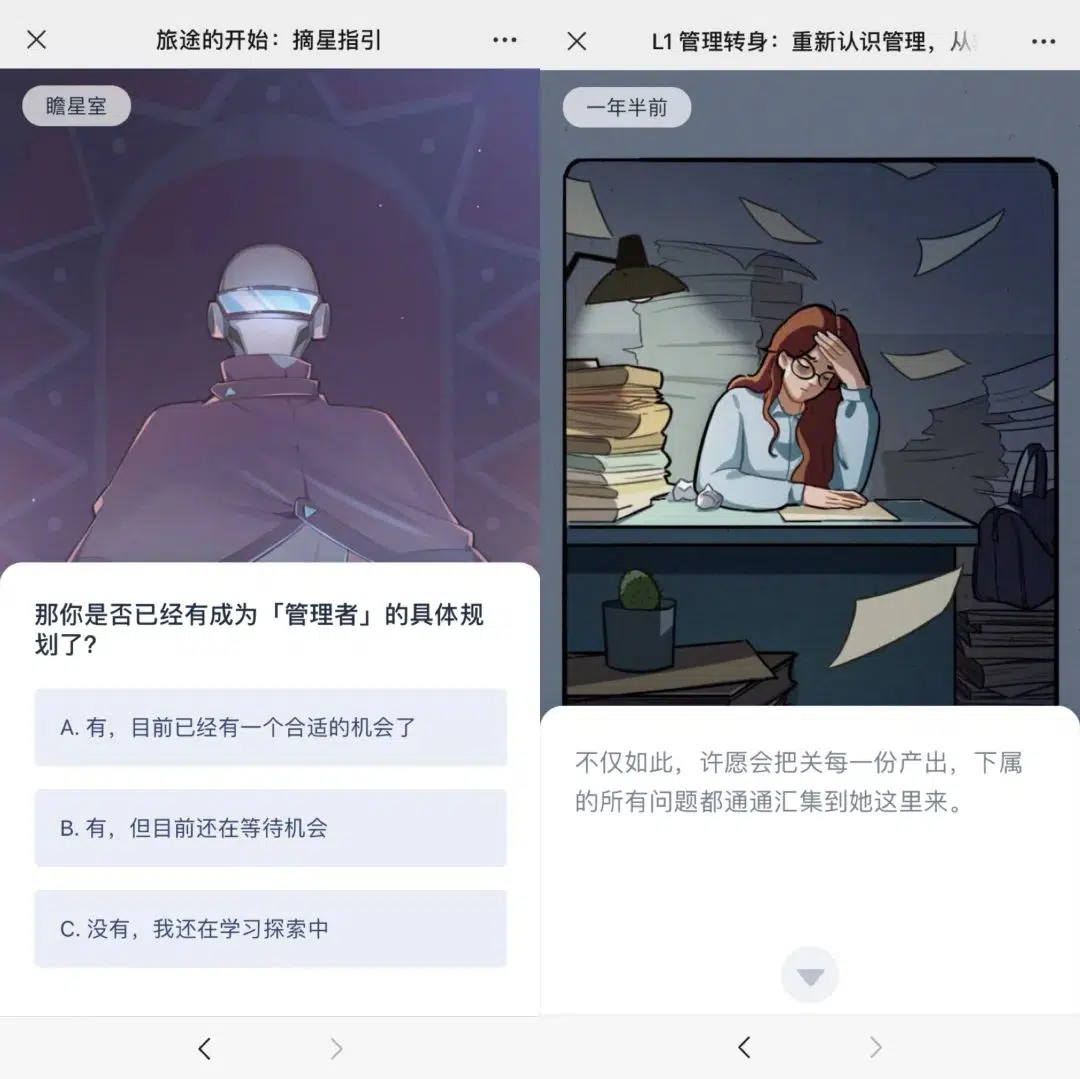 旅途的开始：摘星指引
瞻星室
那你是否已经有成为「管理者」的具体规
划了?
A. 有，目前已经有一个合适的机会了
B. 有，但目前还在等待机会
C. 没有，我还在学习探索中
L1 管理转身：重新认识管理，从
一年半前
不仅如此，许愿会把关每一份产出，下属
的所有问题都通通汇集到她这里来。